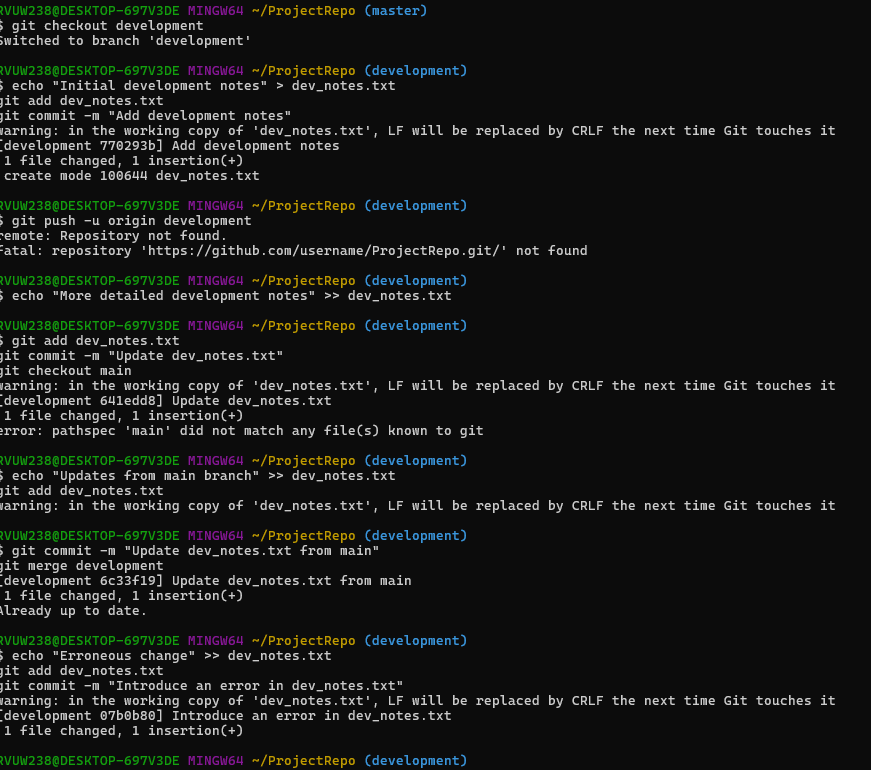 RVUW238@DESKTOP-697V3DE MINGW64 ~/ProjectRepo (master)
$ git checkout development
Switched to branch 'development'
RVUW238@DESKTOP-697V3DE MINGW64 ~/ProjectRepo (development)
$ echo "Initial development notes" > dev_notes.txt
git add dev_notes.txt
git commit -m "Add development notes"
warning: in the working copy of 'dev_notes.txt', LF will be replaced by CRLF the next time Git touches it
[development 770293b] Add development notes
1 file changed, 1 insertion(+)
create mode 100644 dev_notes.txt
RVUW238@DESKTOP-697V3DE MINGW64 ~/ProjectRepo (development)
$ git push -u origin development
remote: Repository not found.
fatal: repository 'https://github.com/username/ProjectRepo.git/' not found
RVUW238@DESKTOP-697V3DE MINGW64 ~/ProjectRepo (development)
$ echo "More detailed development notes" >> dev_notes.txt
RVUW238@DESKTOP-697V3DE MINGW64 ~/ProjectRepo (development)
$ git add dev_notes.txt
git commit -m "Update dev_notes.txt"
git checkout main
warning: in the working copy of 'dev_notes.txt', LF will be replaced by CRLF the next time Git touches it
[development 641edd8] Update dev_notes.txt
1 file changed, 1 insertion(+)
error: pathspec 'main' did not match any file(s) known to git
RVUW238@DESKTOP-697V3DE MINGW64 ~/ProjectRepo (development)
$ echo "Updates from main branch" >> dev_notes.txt
git add dev_notes.txt
warning: in the working copy of 'dev_notes.txt', LF will be replaced by CRLF the next time Git touches it
RVUW238@DESKTOP-697V3DE MINGW64 ~/ProjectRepo (development)
$ git commit -m "Update dev_notes.txt from main"
git merge development
[development 6c33f19] Update dev_notes.txt from main
1 file changed, 1 insertion(+)
Already up to date.
RVUW238@DESKTOP-697V3DE MINGW64 ~/ProjectRepo (development)
$ echo "Erroneous change" >> dev_notes.txt
git add dev_notes.txt
git commit -m "Introduce an error in dev_notes.txt"
warning: in the working copy of 'dev_notes.txt', LF will be replaced by CRLF the next time Git touches it
[development 07b0b80] Introduce an error in dev_notes.txt
1 file changed, 1 insertion(+)
RVUW238@DESKTOP-697V3DE MINGW64 ~/ProjectRepo (development)